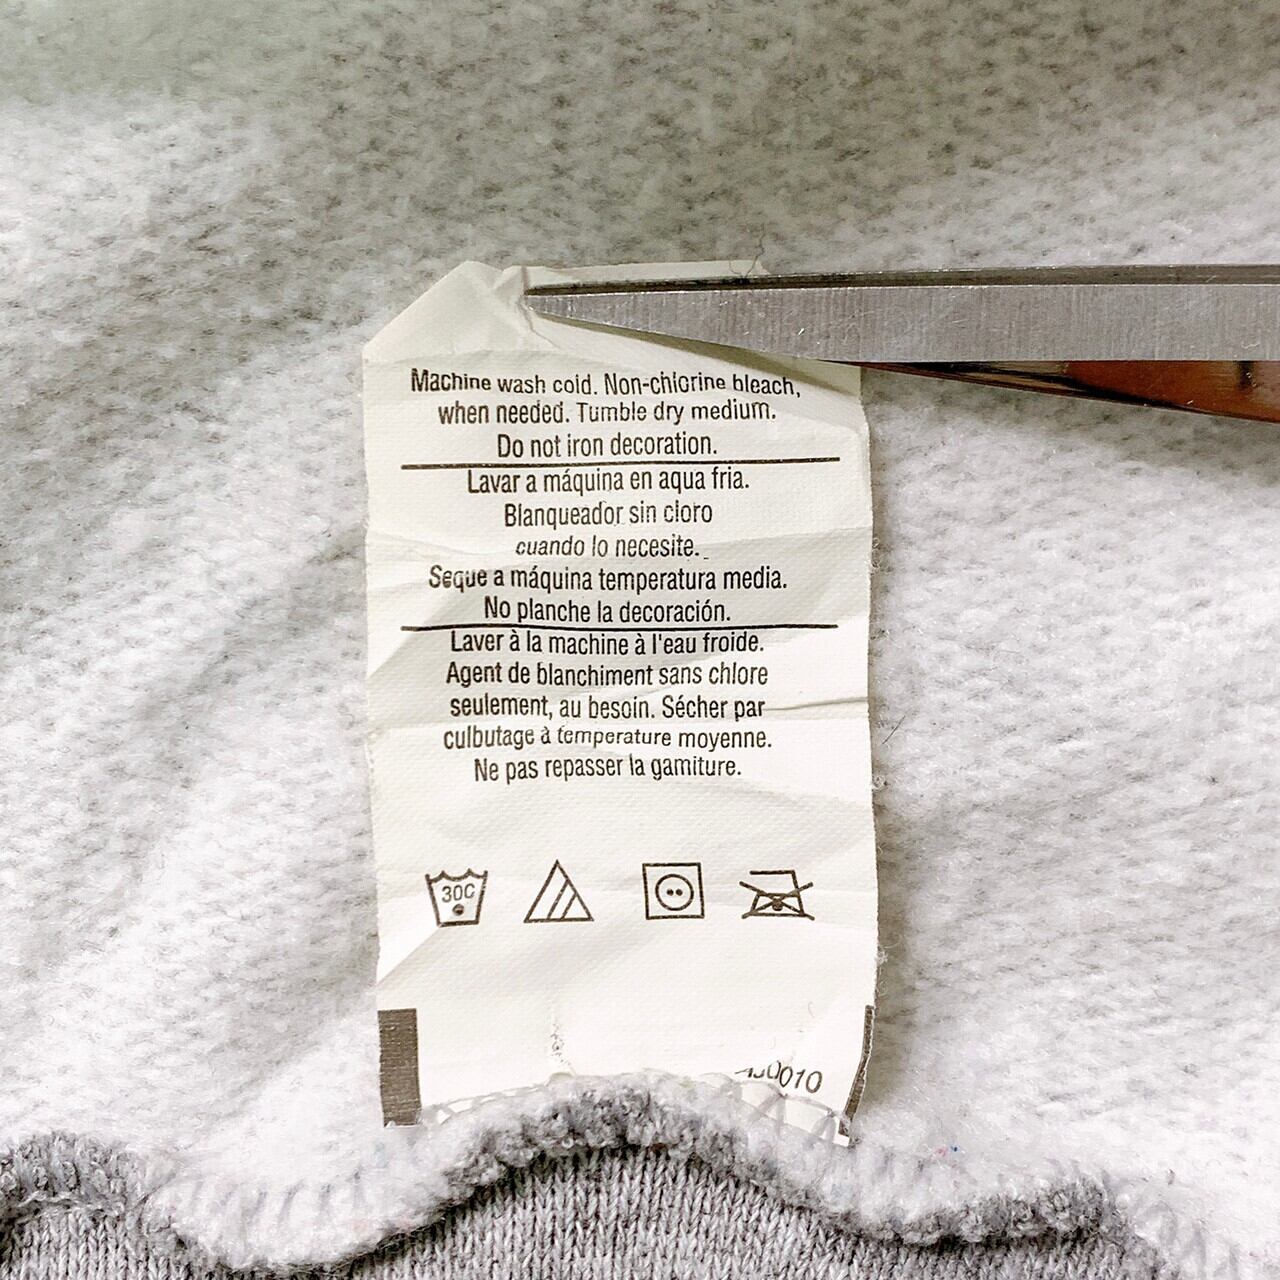 Machine wash cold. Non-chlorine bleach,
when needed. Tumble dry medium.
Do not iron decoration.
Lavar a máquina en aqua fria.
Blanqueador sin cloro
cuando lo necesite.
Seque a máquina temperatura media.
No planche la decoración.
Laver à la machine à l'eau froide.
Agent de blanchiment sans chlore
seulement, au besoin. Sécher par
culbutage à temperature moyenne.
Ne pas repasser la gamiture.
30C